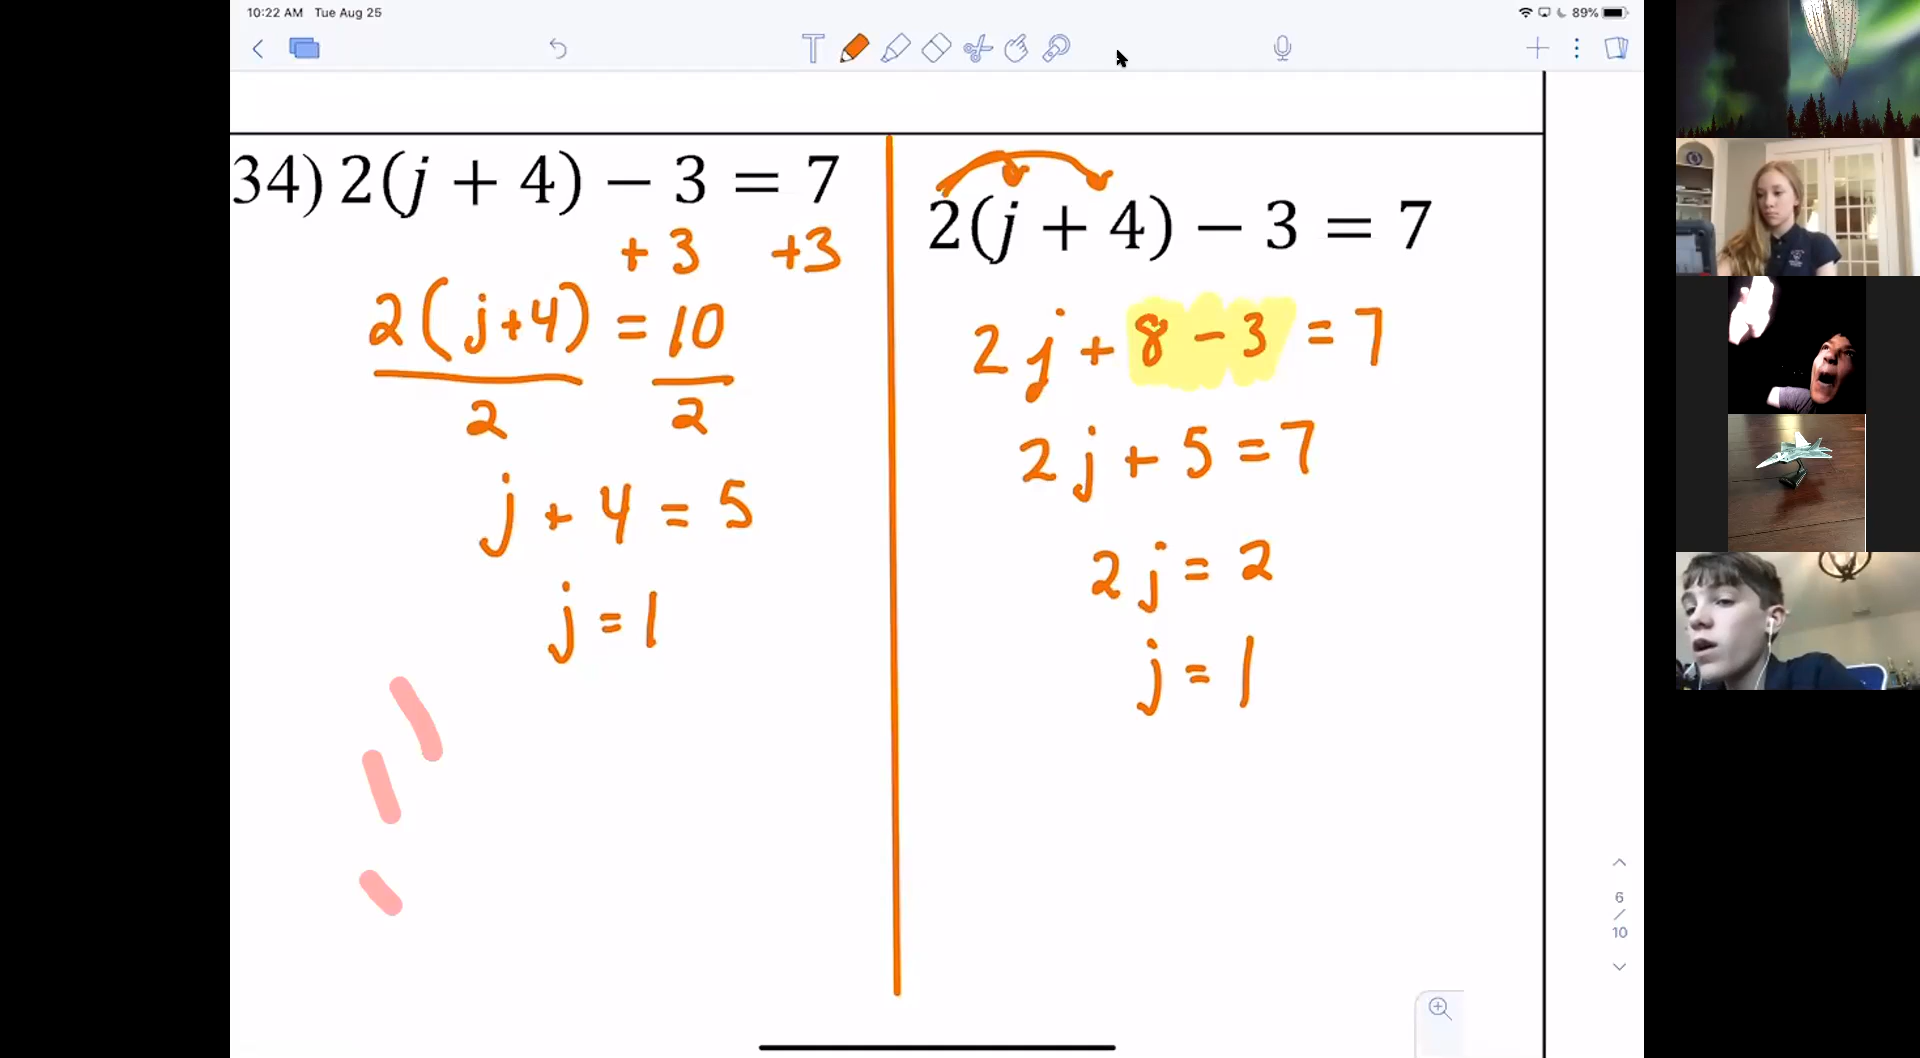 10:22 AM Tue Aug 25
89%
T
34) 2(j + 4) − 3 = 7
+ 3 +3
2(j+4) = 10
2 2
j + 4 = 5
j = 1
2(j + 4) − 3 = 7
2j + 8 − 3 = 7
2j + 5 = 7
2j = 2
j = 1
6
/
10